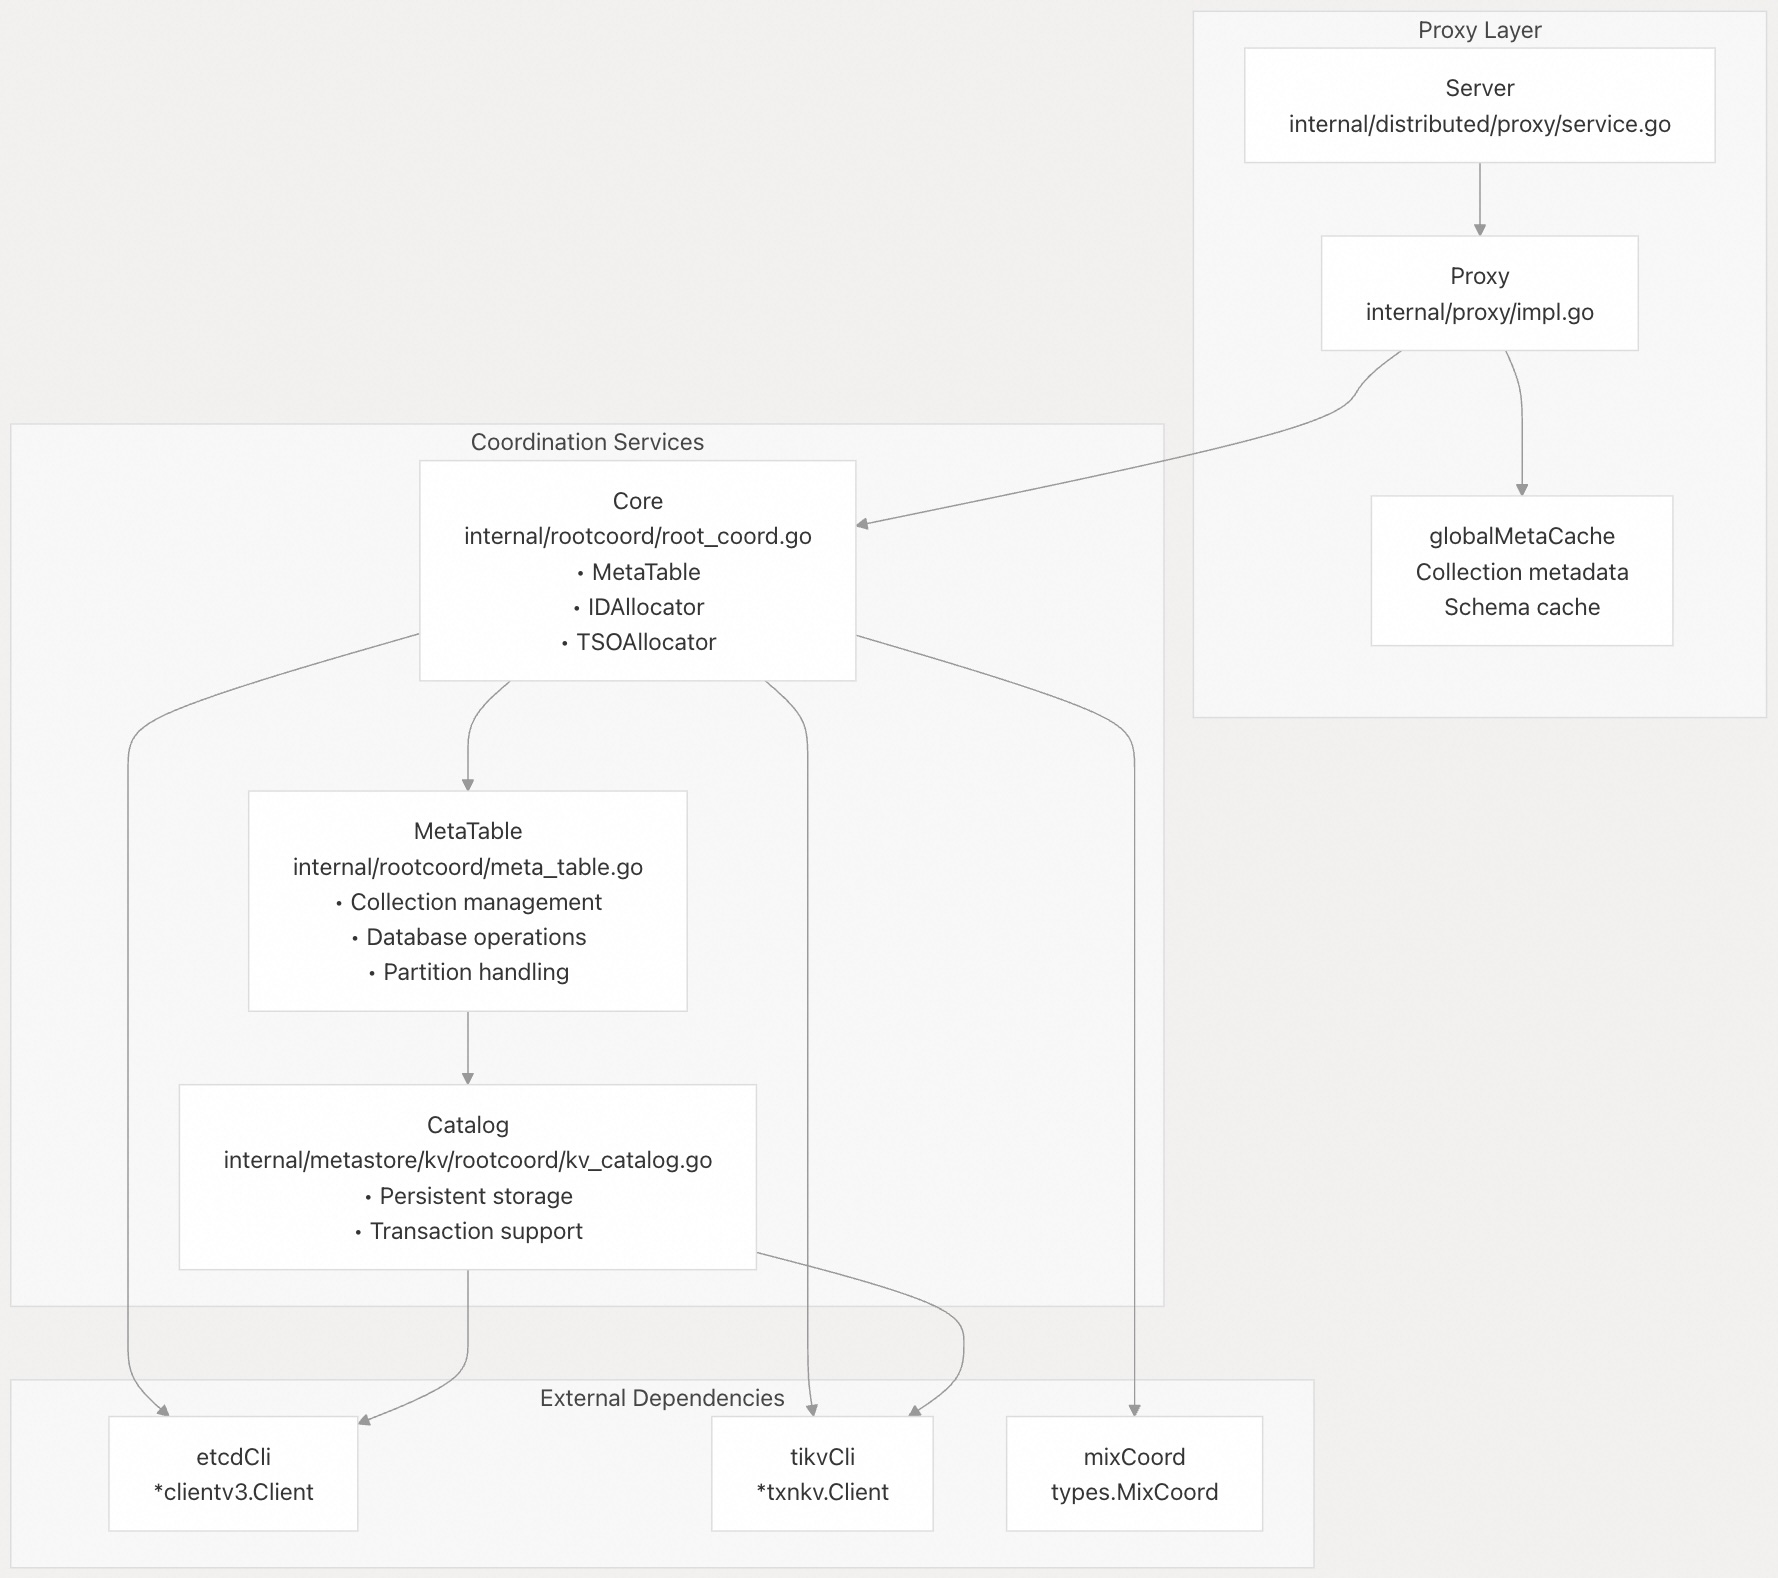 Proxy Layer
Server
internal/distributed/proxy/service.go
Proxy
internal/proxy/impl.go
globalMetaCache
Collection metadata
Schema cache
Coordination Services
Core
internal/rootcoord/root_coord.go
• MetaTable
• IDAllocator
• TSOAllocator
MetaTable
internal/rootcoord/meta_table.go
• Collection management
• Database operations
• Partition handling
Catalog
internal/metastore/kv/rootcoord/kv_catalog.go
• Persistent storage
• Transaction support
External Dependencies
etcdCli
*clientv3.Client
tikvCli
*txnkv.Client
mixCoord
types.MixCoord